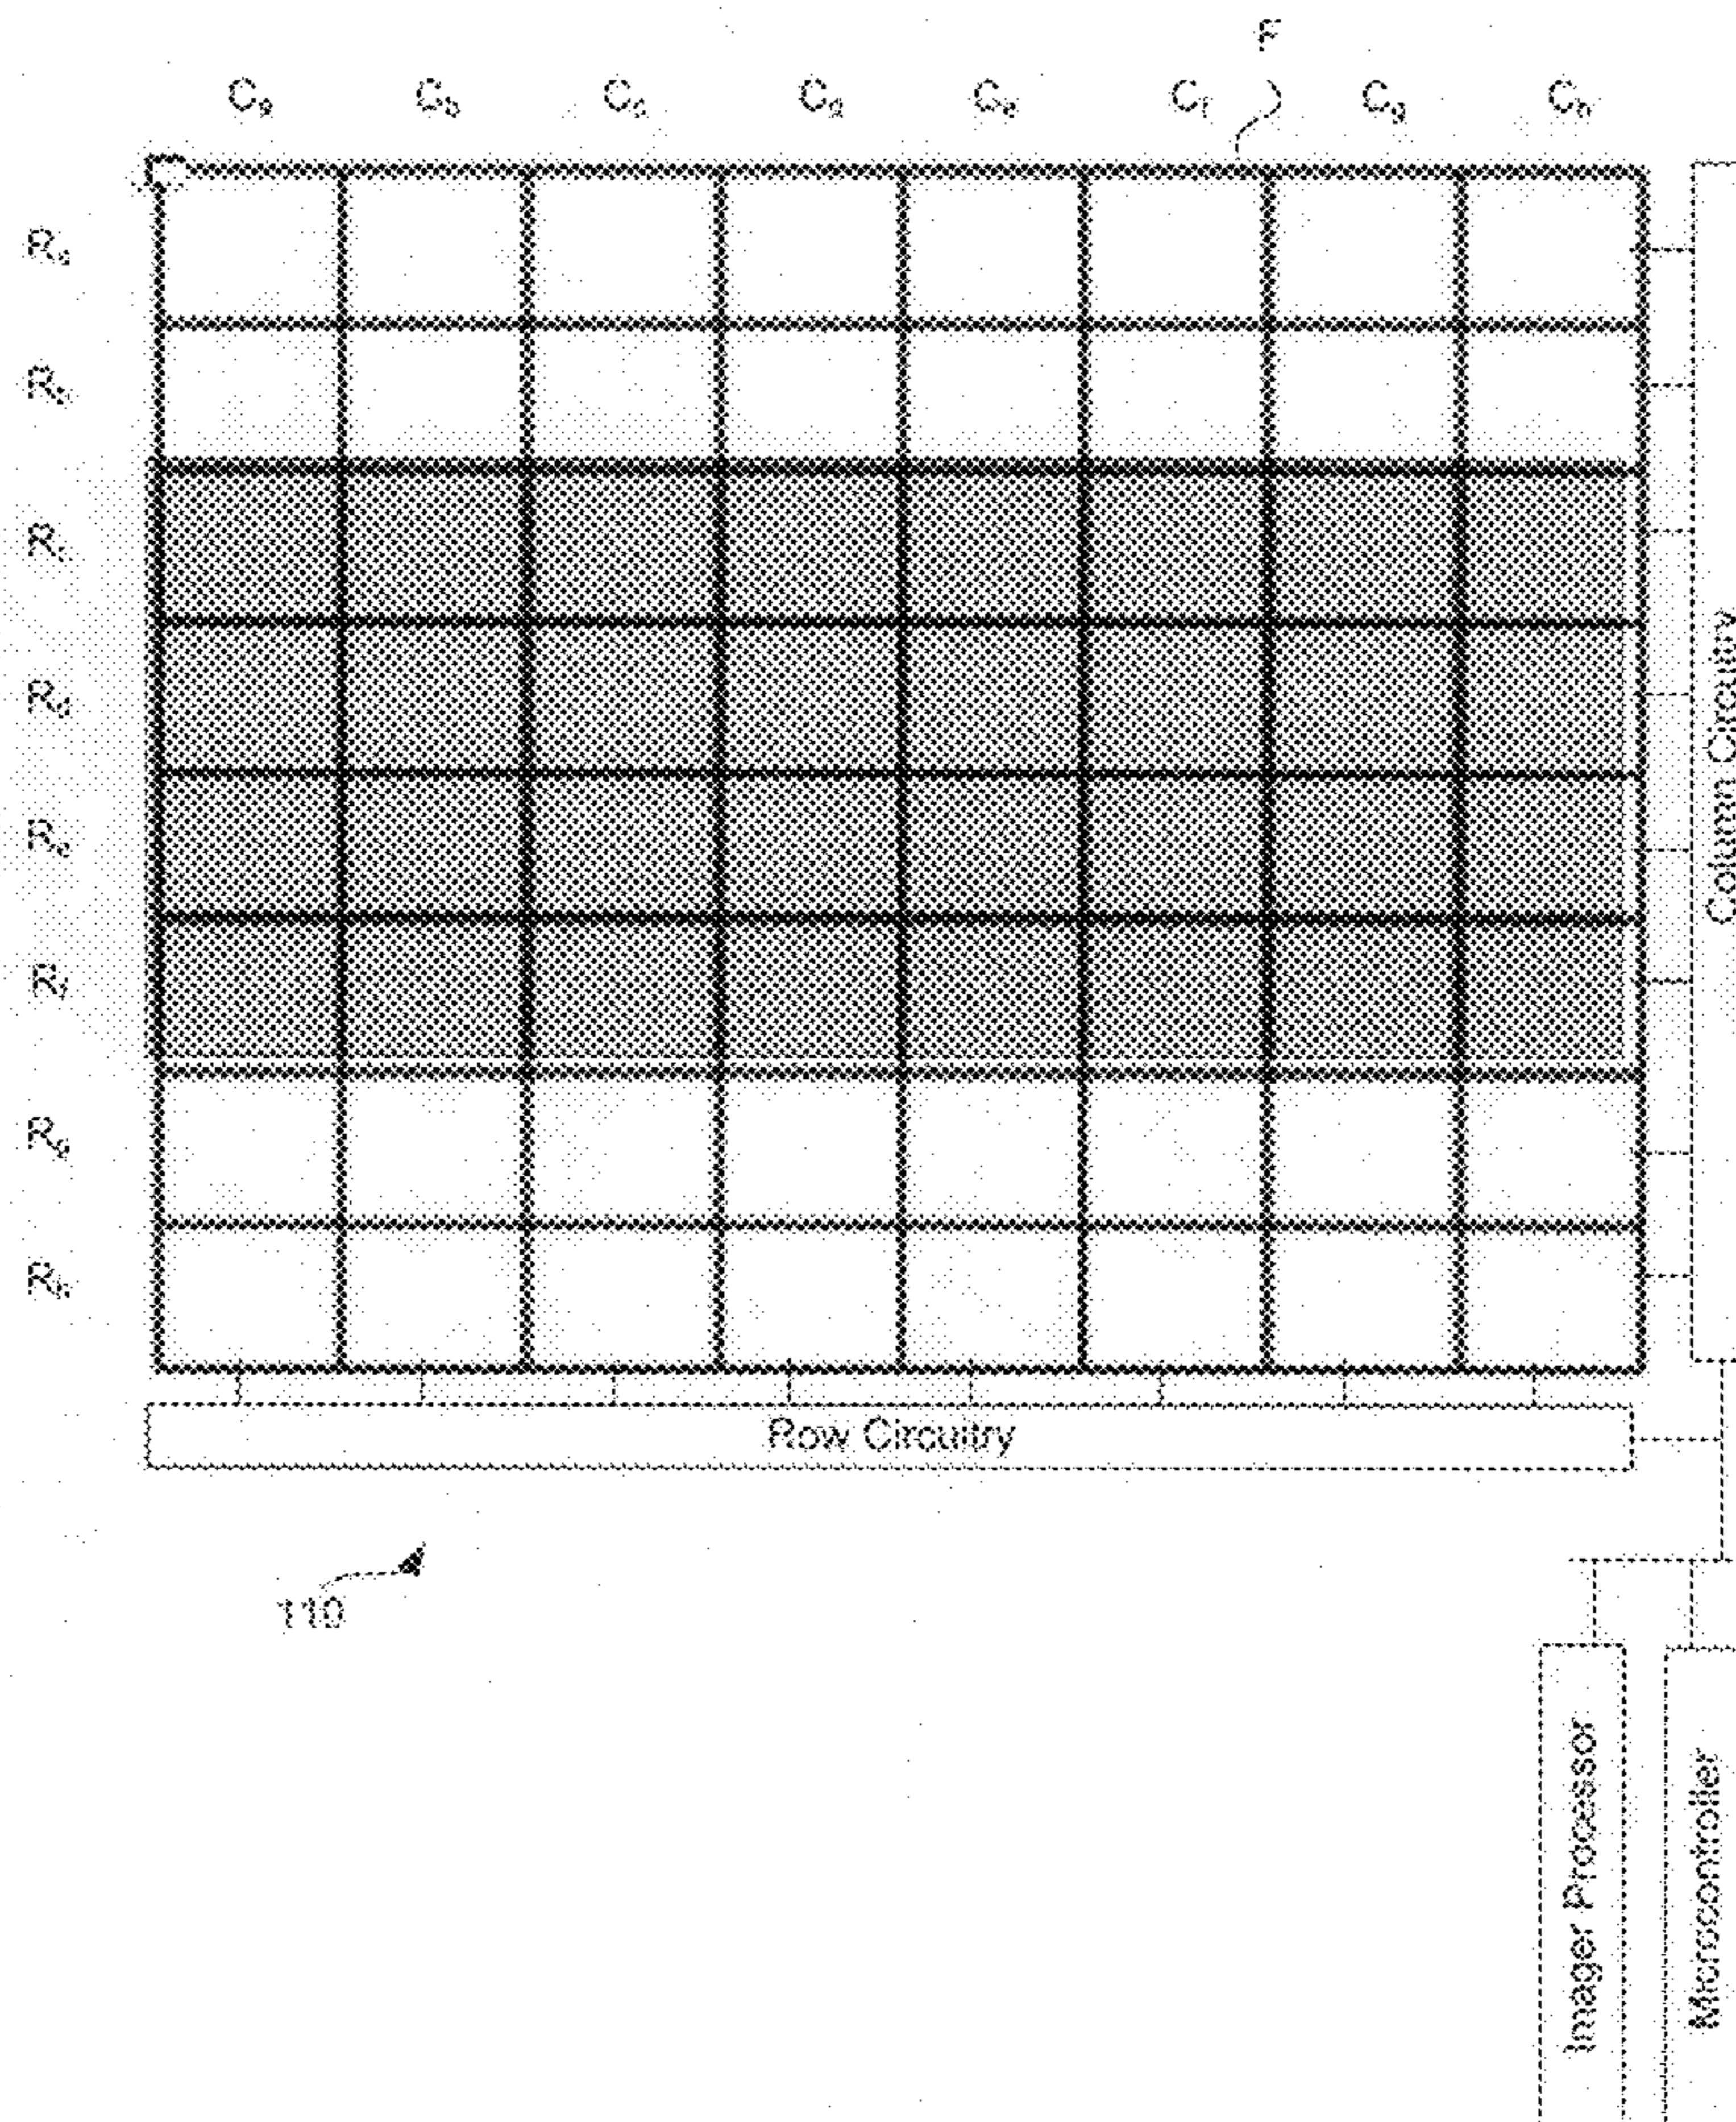 F
Ca Cb Cc Cd Ce Cf Cg Ch
Ra
Rb
Rc
Rd
Re
Rf
Rg
Rh
Column Circuitry
Row Circuitry
110
Imager Processor
Microcontroller